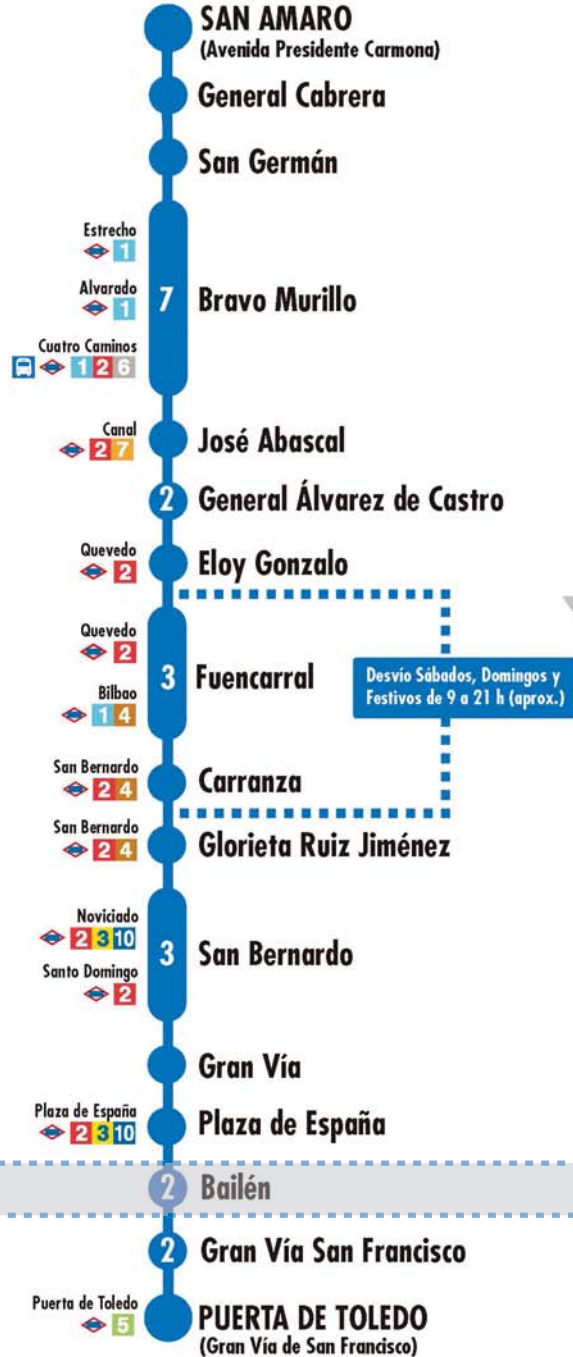 SAN AMARO
(Avenida Presidente Carmona)
General Cabrera
San Germán
Estrecho
1
Alvarado
1
7 Bravo Murillo
Cuatro Caminos
1 2 6
Canal
2 7
José Abascal
2 General Álvarez de Castro
Quevedo
2
Eloy Gonzalo
Quevedo
2
3 Fuencarral
Desvío Sábados, Domingos y
Festivos de 9 a 21 h (aprox.)
Bilbao
1 4
San Bernardo
2 4
Carranza
San Bernardo
2 4
Glorieta Ruiz Jiménez
Noviciado
2 3 10
3 San Bernardo
Santo Domingo
2
Gran Vía
Plaza de España
2 3 10
Plaza de España
2 Bailén
2 Gran Vía San Francisco
Puerta de Toledo
5
PUERTA DE TOLEDO
(Gran Vía de San Francisco)